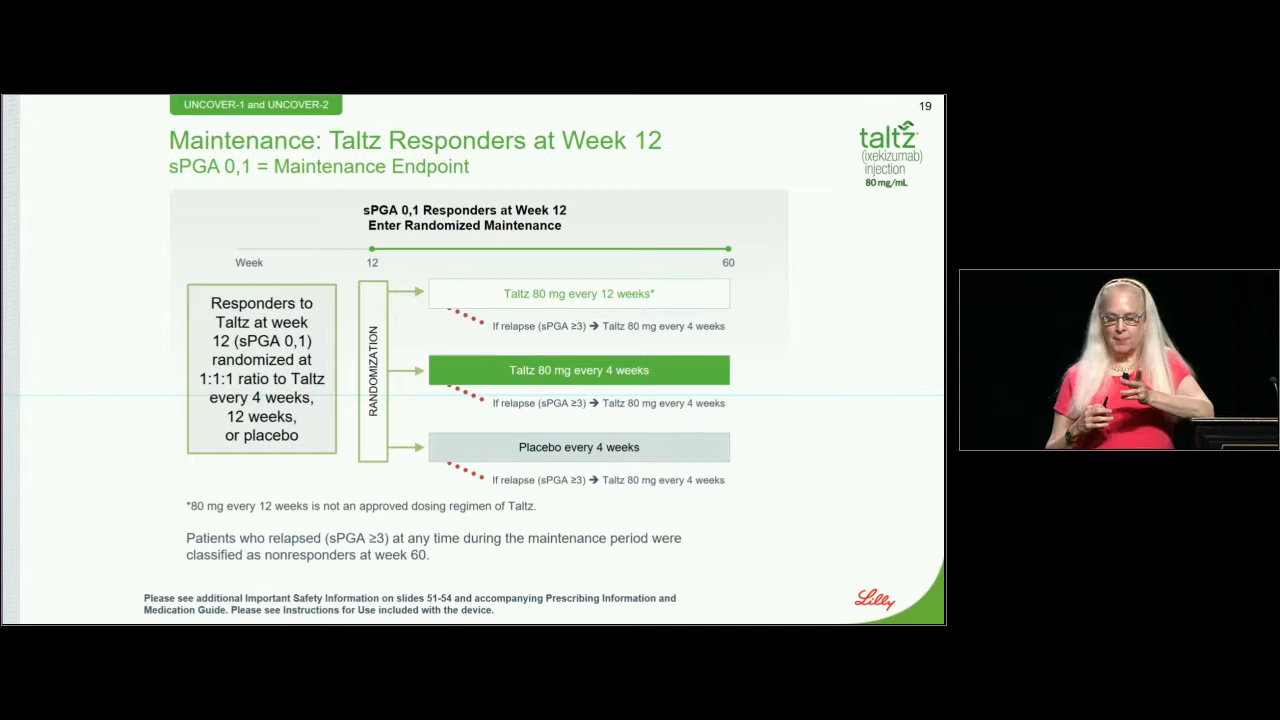 UNCOVER-1 and UNCOVER-2
19
Maintenance: Taltz Responders at Week 12
sPGA 0,1 = Maintenance Endpoint
taltz®
(ixekizumab)
injection
80 mg/mL
sPGA 0,1 Responders at Week 12
Enter Randomized Maintenance
Week
12
60
Responders to
Taltz at week
12 (sPGA 0,1)
randomized at
1:1:1 ratio to Taltz
every 4 weeks,
12 weeks,
or placebo
RANDOMIZATION
Taltz 80 mg every 12 weeks*
If relapse (sPGA ≥3) ➔ Taltz 80 mg every 4 weeks
Taltz 80 mg every 4 weeks
If relapse (sPGA ≥3) ➔ Taltz 80 mg every 4 weeks
Placebo every 4 weeks
If relapse (sPGA ≥3) ➔ Taltz 80 mg every 4 weeks
*80 mg every 12 weeks is not an approved dosing regimen of Taltz.
Patients who relapsed (sPGA ≥3) at any time during the maintenance period were
classified as nonresponders at week 60.
Please see additional Important Safety Information on slides 51-54 and accompanying Prescribing Information and
Medication Guide. Please see Instructions for Use included with the device.
Lilly